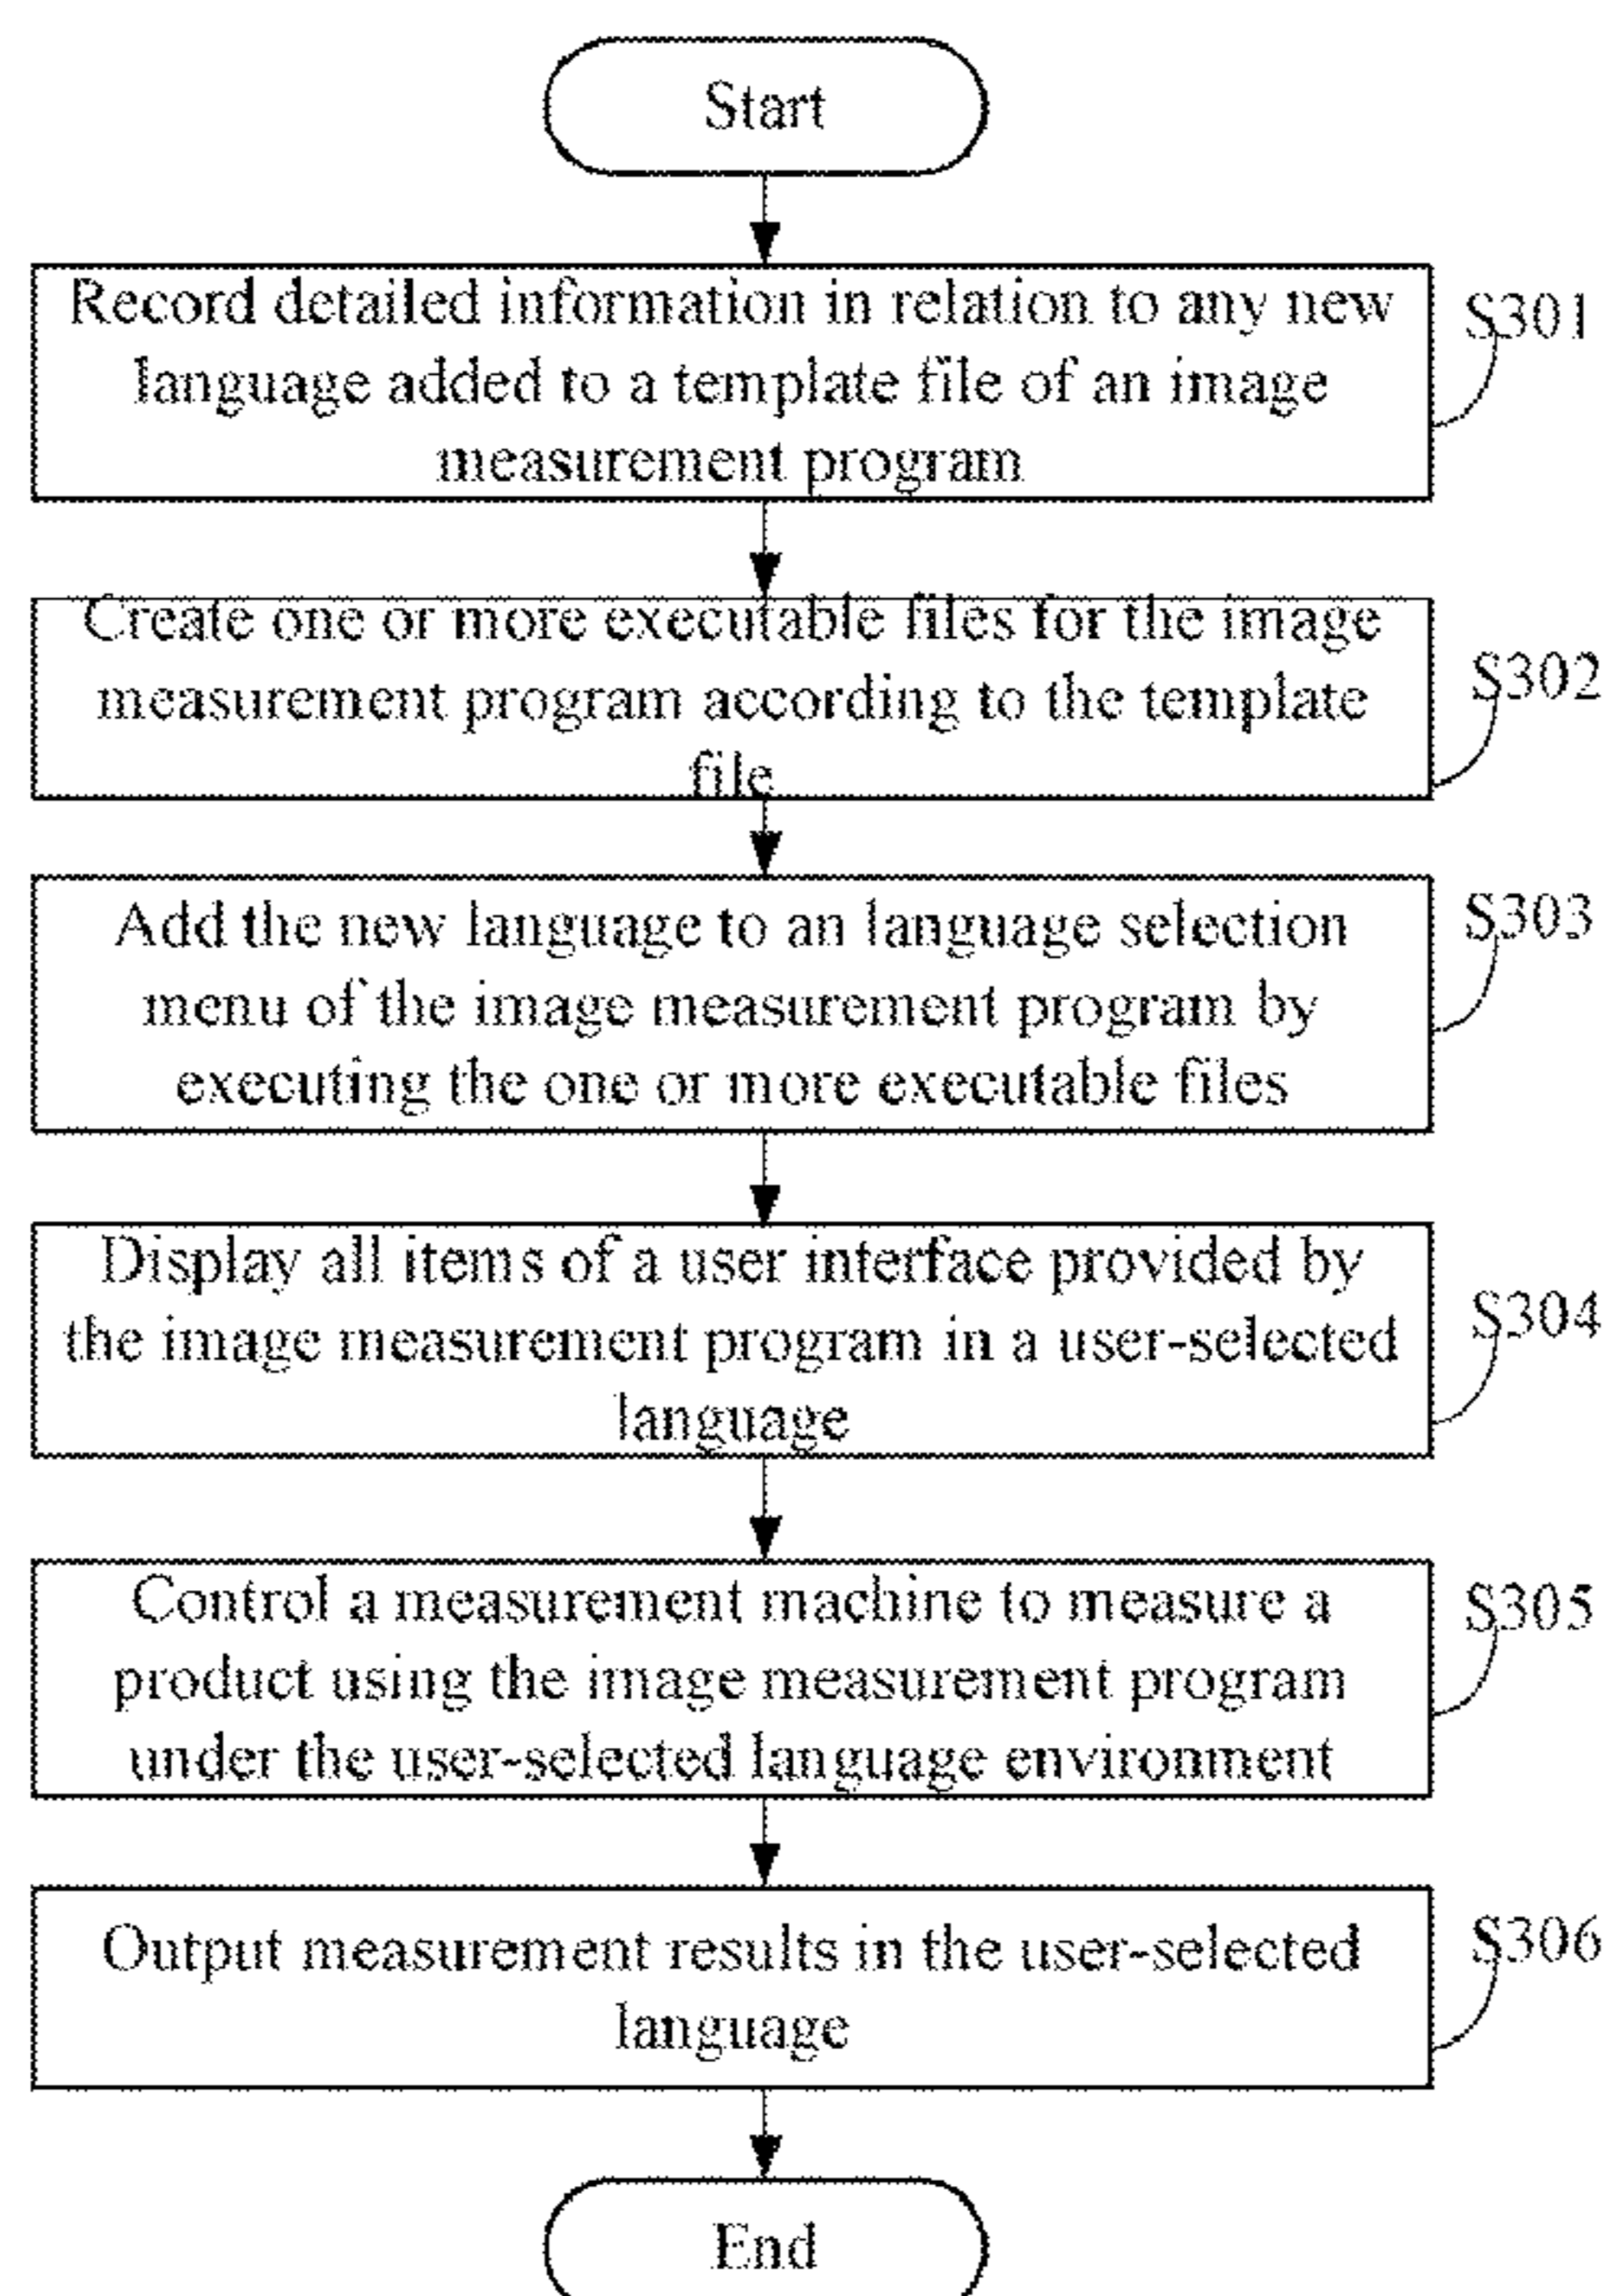 Start
Record detailed information in relation to any new
language added to a template file of an image
measurement program
S301
Create one or more executable files for the image
measurement program according to the template
file
S302
Add the new language to an language selection
menu of the image measurement program by
executing the one or more executable files
S303
Display all items of a user interface provided by
the image measurement program in a user-selected
language
S304
Control a measurement machine to measure a
product using the image measurement program
under the user-selected language environment
S305
Output measurement results in the user-selected
language
S306
End